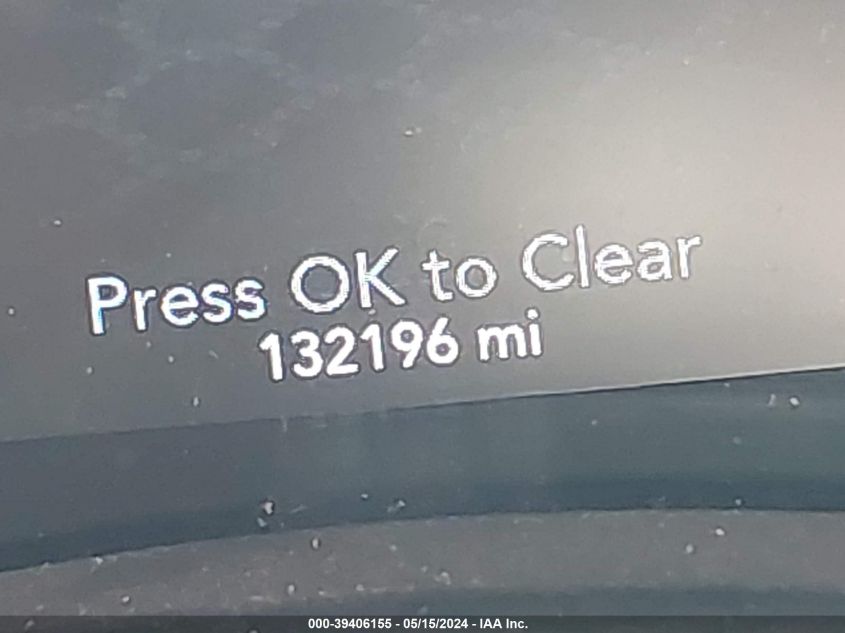 Press OK to Clear
132196 mi
000-39406155 - 05/15/2024 - IAA Inc.